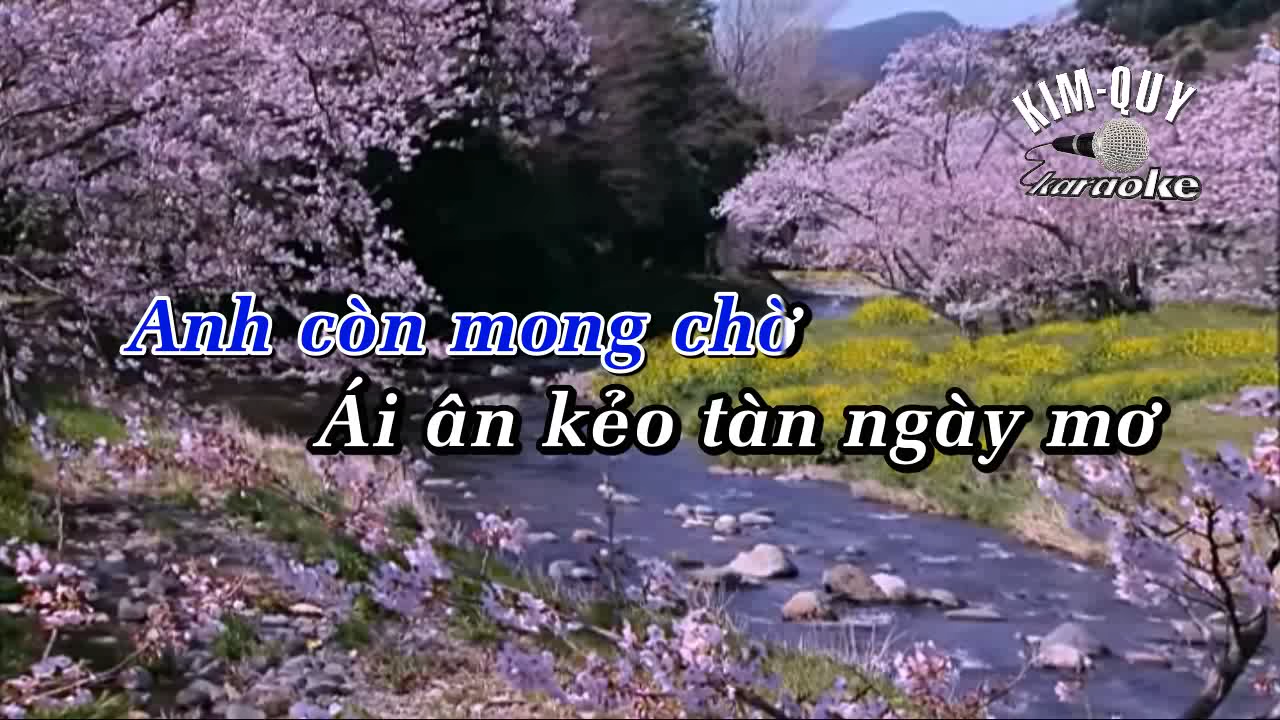 KIM-QUY
karaoke
Anh còn mong chờ
Ái ân kẻo tàn ngày mơ